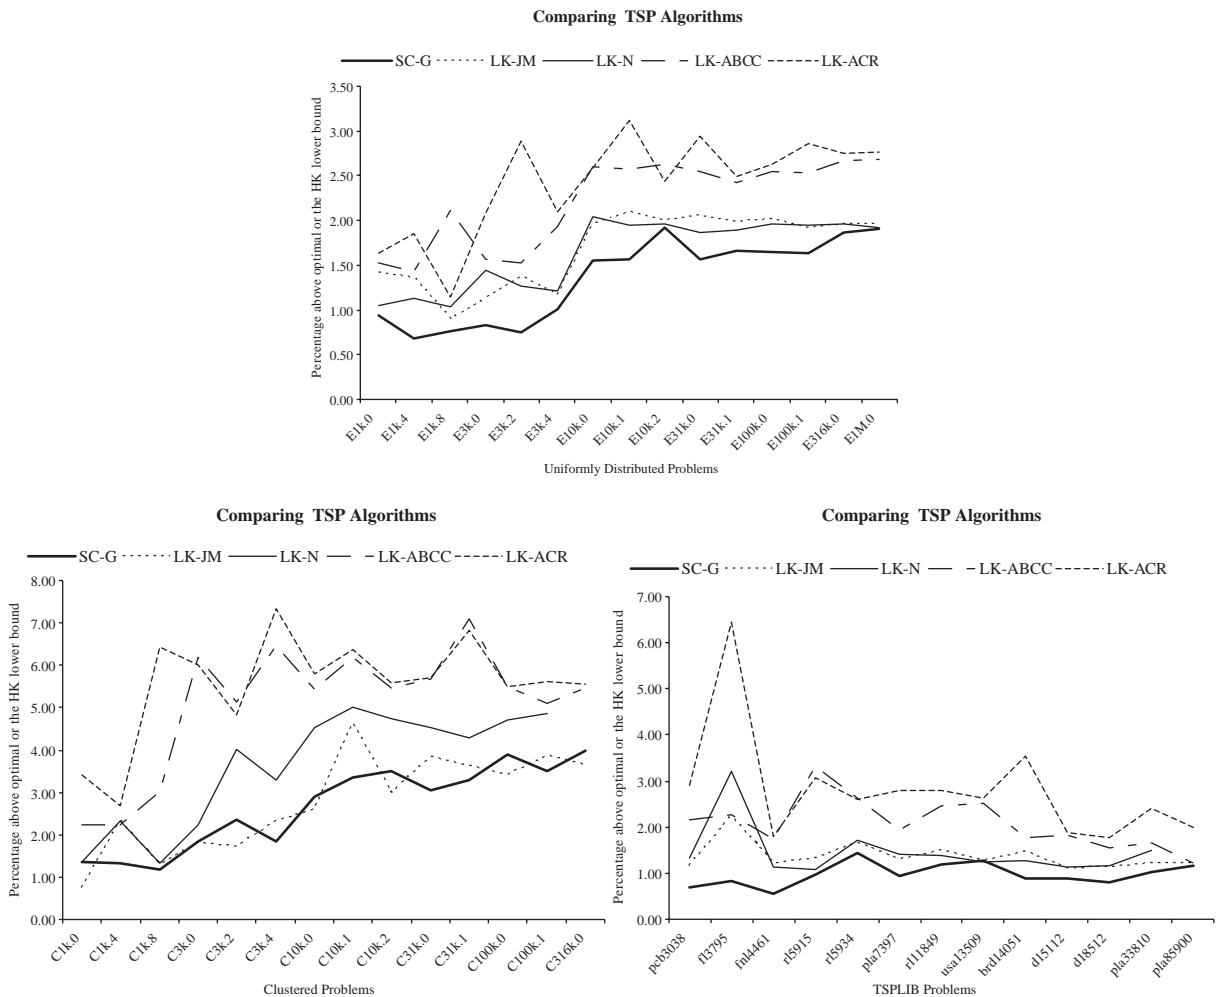 Comparing TSP Algorithms
SC-G LK-JM LK-N LK-ABCC LK-ACR
Percentage above optimal or the HK lower bound
3.50
3.00
2.50
2.00
1.50
1.00
0.50
0.00
E1k.0 E1k.4 E1k.8 E3k.0 E3k.2 E3k.4 E10k.0 E10k.1 E10k.2 E31k.0 E31k.1 E100k.0 E100k.1 E316k.0 E1M.0
Uniformly Distributed Problems
Comparing TSP Algorithms
SC-G LK-JM LK-N LK-ABCC LK-ACR
Percentage above optimal or the HK lower bound
8.00
7.00
6.00
5.00
4.00
3.00
2.00
1.00
0.00
C1k.0 C1k.4 C1k.8 C3k.0 C3k.2 C3k.4 C10k.0 C10k.1 C10k.2 C31k.0 C31k.1 C100k.0 C100k.1 C316k.0
Clustered Problems
Comparing TSP Algorithms
SC-G LK-JM LK-N LK-ABCC LK-ACR
Percentage above optimal or the HK lower bound
7.00
6.00
5.00
4.00
3.00
2.00
1.00
0.00
pcb3038 fl3795 fnl4461 rl5915 rl5934 pla7397 rl11849 usa13509 brd14051 d15112 d18512 pla33810 pla85900
TSPLIB Problems